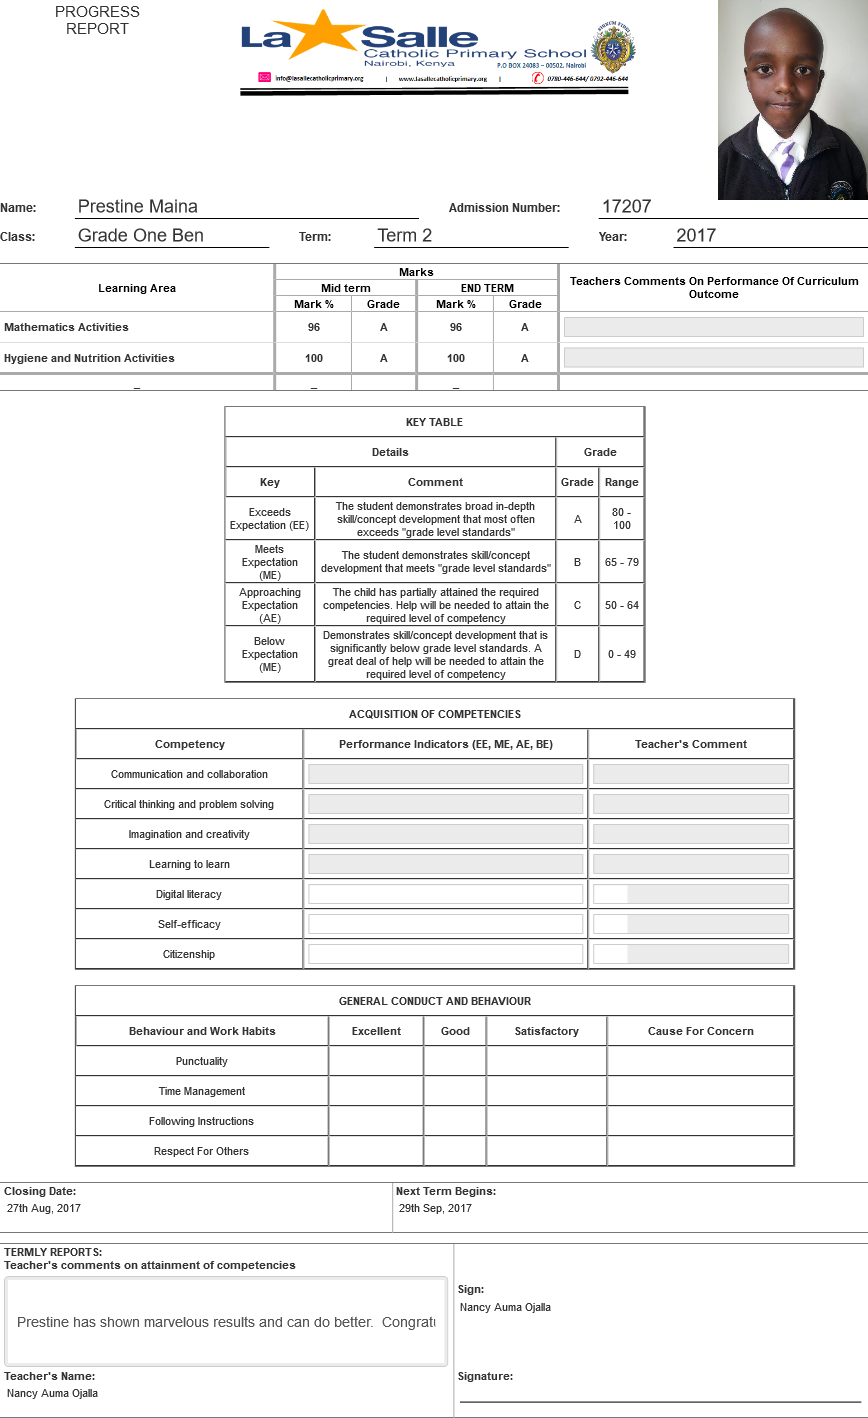 PROGRESS
REPORT
La Salle
Catholic Primary School
Nairobi, Kenya
P.O BOX 24083 – 00502, Nairobi
info@lasallecatholicprimary.org | www.lasallecatholicprimary.org | 0780-446-644/ 0792-446-644
Name: Prestine Maina Admission Number: 17207
Class: Grade One Ben Term: Term 2 Year: 2017
Learning Area Marks Teachers Comments On Performance Of Curriculum Outcome
Mid term END TERM
Mark % Grade Mark % Grade
Mathematics Activities 96 A 96 A
Hygiene and Nutrition Activities 100 A 100 A
_ _ _
KEY TABLE
Details Grade
Key Comment Grade Range
Exceeds Expectation (EE) The student demonstrates broad in-depth skill/concept development that most often exceeds "grade level standards" A 80 - 100
Meets Expectation (ME) The student demonstrates skill/concept development that meets "grade level standards" B 65 - 79
Approaching Expectation (AE) The child has partially attained the required competencies. Help will be needed to attain the required level of competency C 50 - 64
Below Expectation (ME) Demonstrates skill/concept development that is significantly below grade level standards. A great deal of help will be needed to attain the required level of competency D 0 - 49
ACQUISITION OF COMPETENCIES
Competency Performance Indicators (EE, ME, AE, BE) Teacher's Comment
Communication and collaboration
Critical thinking and problem solving
Imagination and creativity
Learning to learn
Digital literacy
Self-efficacy
Citizenship
GENERAL CONDUCT AND BEHAVIOUR
Behaviour and Work Habits Excellent Good Satisfactory Cause For Concern
Punctuality
Time Management
Following Instructions
Respect For Others
Closing Date: Next Term Begins:
27th Aug, 2017 29th Sep, 2017
TERMLY REPORTS:
Teacher's comments on attainment of competencies
Sign:
Nancy Auma Ojalla
Prestine has shown marvelous results and can do better. Congrat
Teacher's Name: Signature:
Nancy Auma Ojalla